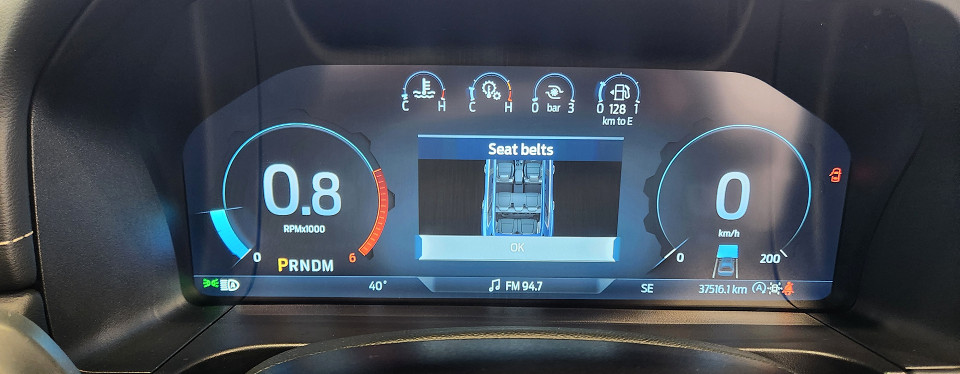 C H
C H
0 bar 3
0 128 1
km to E
Seat belts
OK
0.8
RPMx1000
0 6
PRNDM
0
km/h
0 200
A
40°
FM 94.7
SE
37516.1 km
A